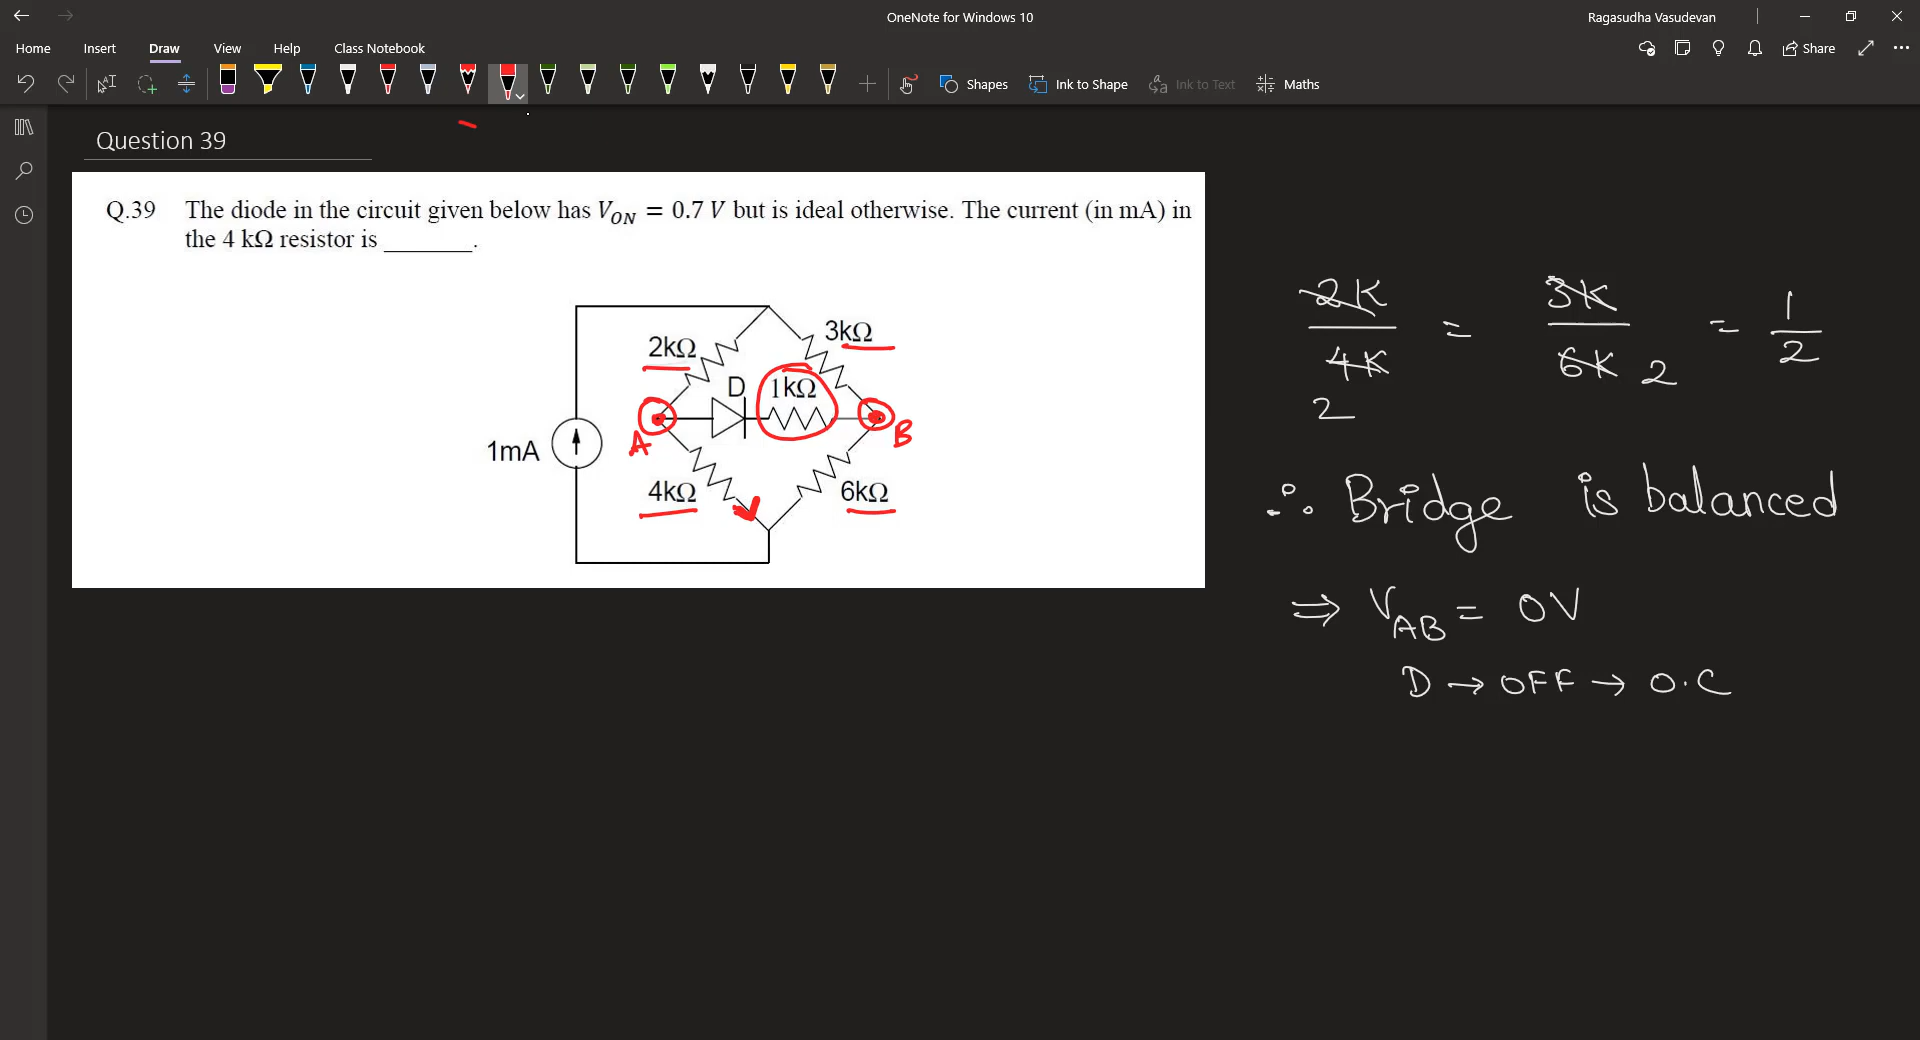 OneNote for Windows 10
Ragasudha Vasudevan
Home Insert Draw View Help Class Notebook
Share
Shapes Ink to Shape Ink to Text Maths
Question 39
Q.39 The diode in the circuit given below has V_ON = 0.7 V but is ideal otherwise. The current (in mA) in
the 4 kΩ resistor is _______.
2kΩ
3kΩ
D
1kΩ
A
B
1mA
4kΩ
6kΩ
2K = 3K = 1
4K 6K 2 2
2
∴ Bridge is balanced
⇒ V_AB = 0V
D → OFF → O.C